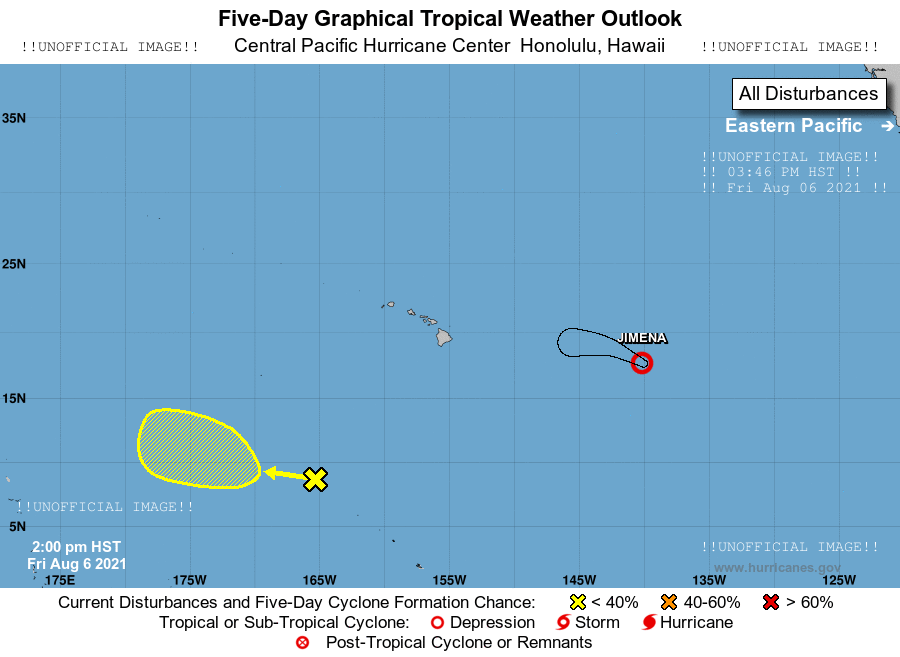 Five-Day Graphical Tropical Weather Outlook
!!UNOFFICIAL IMAGE!! Central Pacific Hurricane Center Honolulu, Hawaii !!UNOFFICIAL IMAGE!!
All Disturbances
35N
Eastern Pacific →
!!UNOFFICIAL IMAGE!!
!! 03:46 PM HST !!
!! Fri Aug 06 2021 !!
25N
JIMENA
15N
!!UNOFFICIAL IMAGE!!
5N
2:00 pm HST
Fri Aug 6 2021
!!UNOFFICIAL IMAGE!!
www.hurricanes.gov
175E 175W 165W 155W 145W 135W 125W
Current Disturbances and Five-Day Cyclone Formation Chance: < 40% 40-60% > 60%
Tropical or Sub-Tropical Cyclone: Depression Storm Hurricane
Post-Tropical Cyclone or Remnants